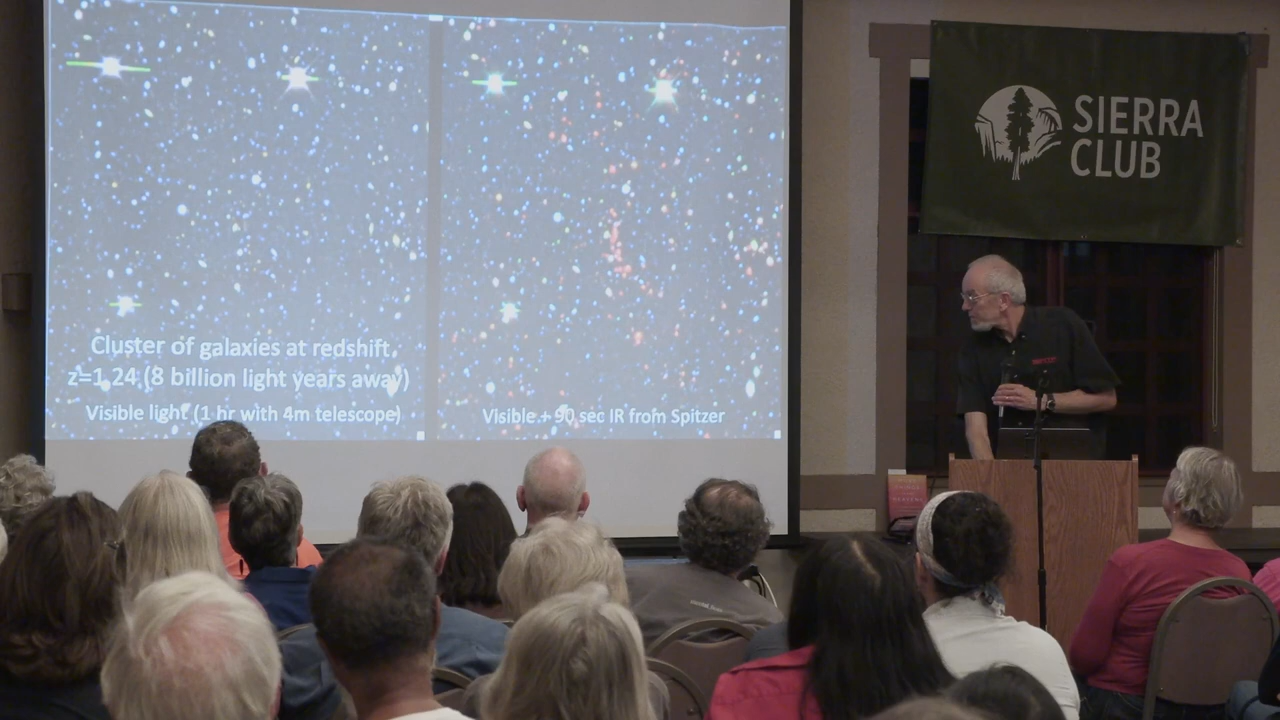 Cluster of galaxies at redshift
z=1.24 (8 billion light years away)
Visible light (1 hr with 4m telescope)
Visible + 90 sec IR from Spitzer
SIERRA
CLUB